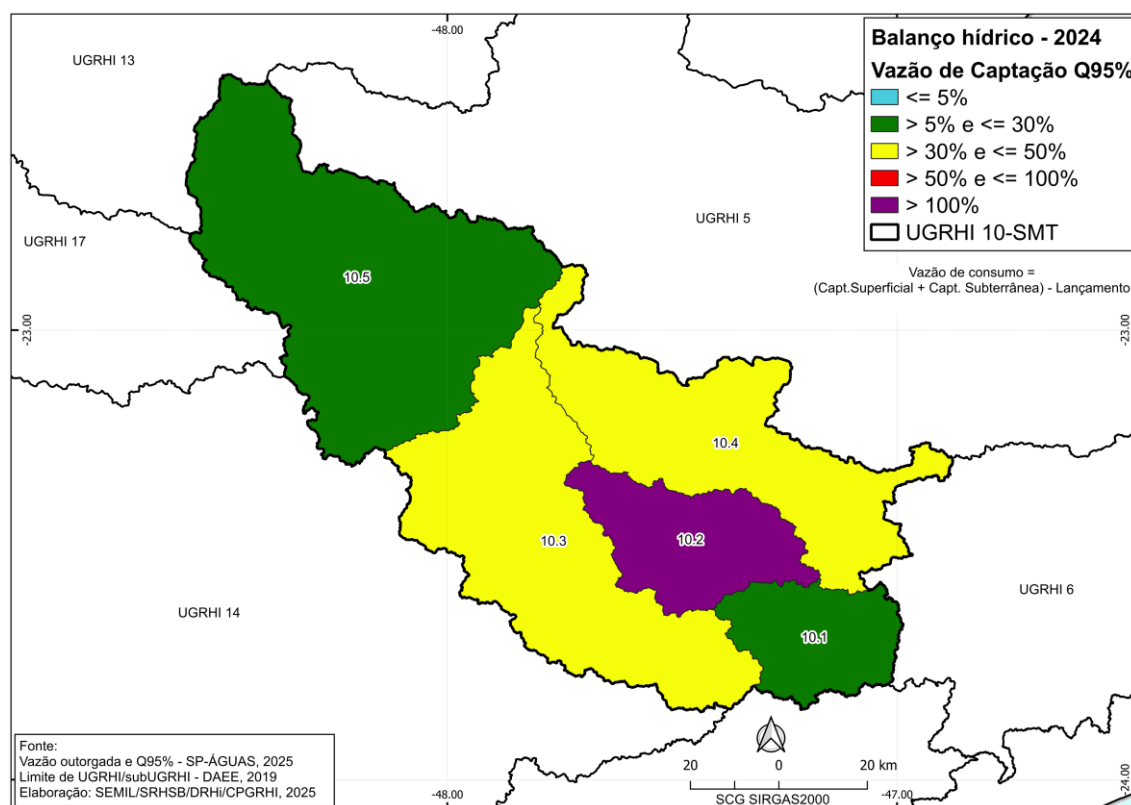 -48.00
UGRHI 13
Balanço hídrico - 2024
Vazão de Captação Q95%
<= 5%
> 5% e <= 30%
> 30% e <= 50%
> 50% e <= 100%
> 100%
UGRHI 10-SMT
UGRHI 5
UGRHI 17
10.5
Vazão de consumo =
(Capt.Superficial + Capt. Subterrânea) - Lançamento
-23.00
-23.00
10.4
10.3
10.2
UGRHI 14
UGRHI 6
10.1
Fonte:
Vazão outorgada e Q95% - SP-ÁGUAS, 2025
Limite de UGRHI/subUGRHI - DAEE, 2019
Elaboração: SEMIL/SRHSB/DRHi/CPGRHI, 2025
20 0 20 km
SCG SIRGAS2000
-48.00
-47.00
-24.00